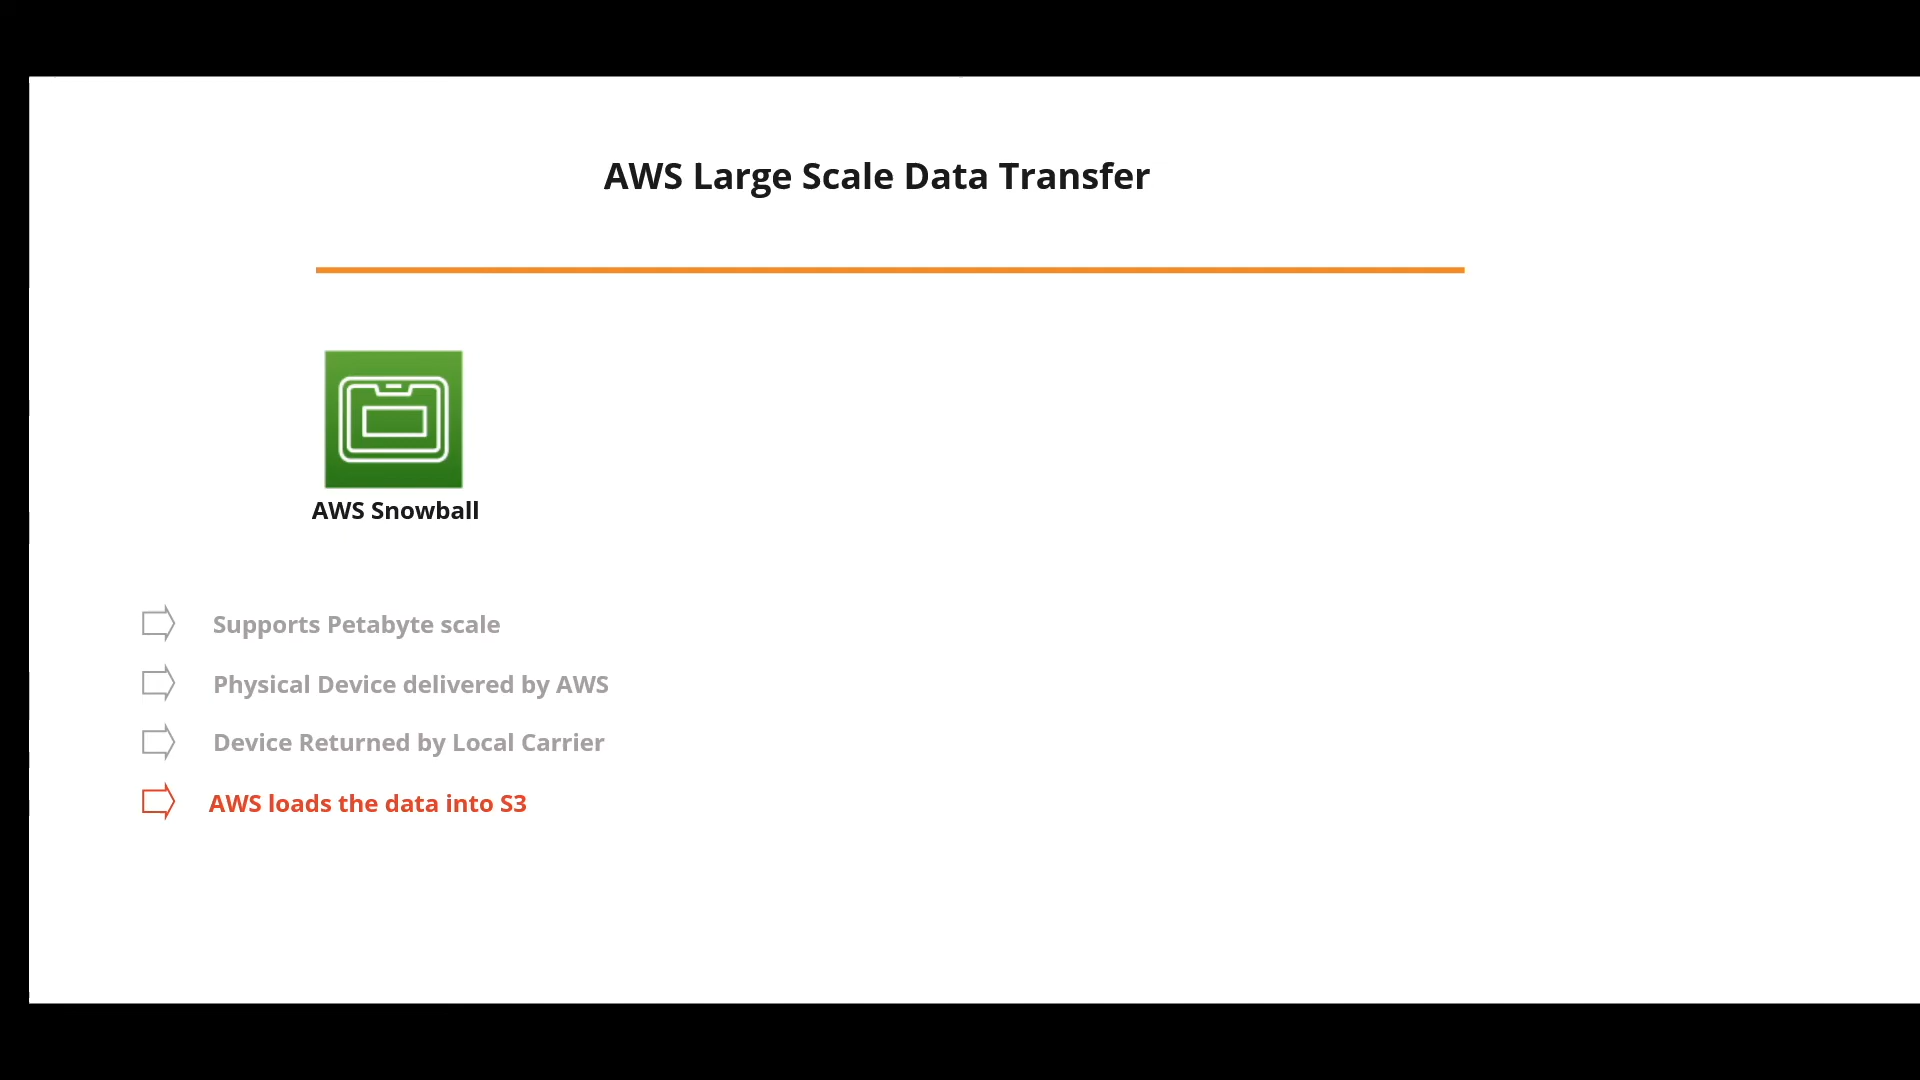 AWS Large Scale Data Transfer
AWS Snowball
Supports Petabyte scale
Physical Device delivered by AWS
Device Returned by Local Carrier
AWS loads the data into S3